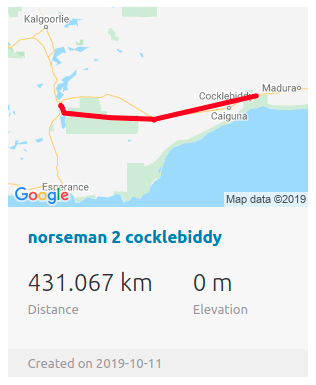 Kalgoorlie
Madura
Cocklebiddy
Caiguna
Esperance
Google
Map data ©2019
norseman 2 cocklebiddy
431.067 km
0 m
Distance
Elevation
Created on 2019-10-11